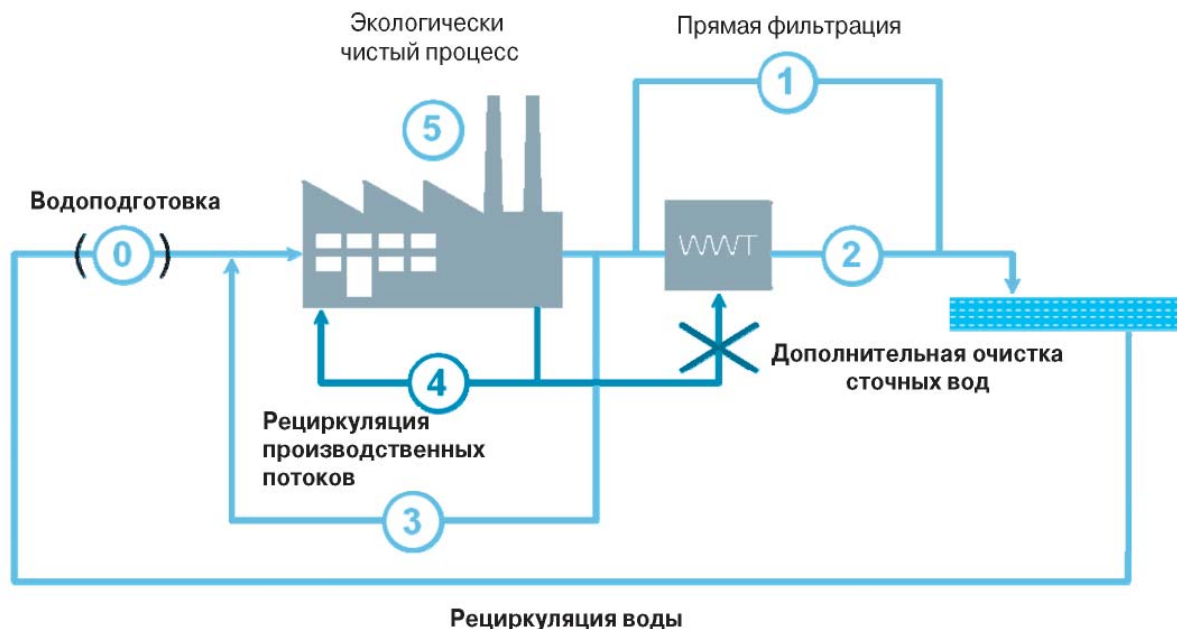 Экологически
чистый процесс
Прямая фильтрация
1
5
Водоподготовка
(0)
WWT
2
Дополнительная очистка
сточных вод
4
Рециркуляция
производственных
потоков
3
Рециркуляция воды